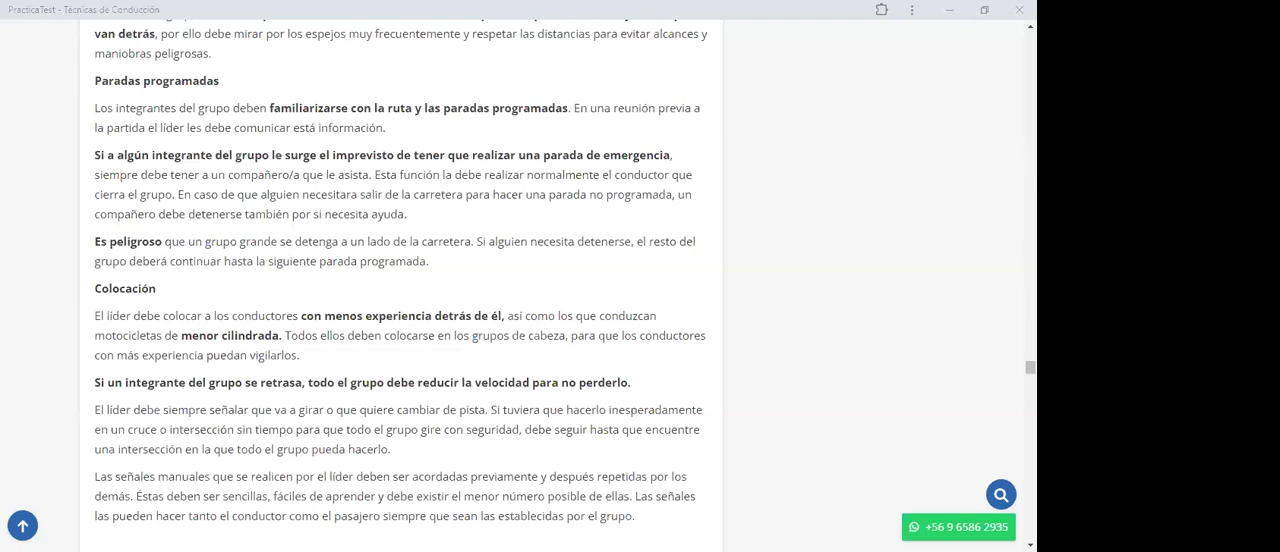 PracticaTest - Técnicas de Conducción
van detrás, por ello debe mirar por los espejos muy frecuentemente y respetar las distancias para evitar alcances y
maniobras peligrosas.
Paradas programadas
Los integrantes del grupo deben familiarizarse con la ruta y las paradas programadas. En una reunión previa a
la partida el líder les debe comunicar está información.
Si a algún integrante del grupo le surge el imprevisto de tener que realizar una parada de emergencia,
siempre debe tener a un compañero/a que le asista. Esta función la debe realizar normalmente el conductor que
cierra el grupo. En caso de que alguien necesitara salir de la carretera para hacer una parada no programada, un
compañero debe detenerse también por si necesita ayuda.
Es peligroso que un grupo grande se detenga a un lado de la carretera. Si alguien necesita detenerse, el resto del
grupo deberá continuar hasta la siguiente parada programada.
Colocación
El líder debe colocar a los conductores con menos experiencia detrás de él, así como los que conduzcan
motocicletas de menor cilindrada. Todos ellos deben colocarse en los grupos de cabeza, para que los conductores
con más experiencia puedan vigilarlos.
Si un integrante del grupo se retrasa, todo el grupo debe reducir la velocidad para no perderlo.
El líder debe siempre señalar que va a girar o que quiere cambiar de pista. Si tuviera que hacerlo inesperadamente
en un cruce o intersección sin tiempo para que todo el grupo gire con seguridad, debe seguir hasta que encuentre
una intersección en la que todo el grupo pueda hacerlo.
Las señales manuales que se realicen por el líder deben ser acordadas previamente y después repetidas por los
demás. Éstas deben ser sencillas, fáciles de aprender y debe existir el menor número posible de ellas. Las señales
las pueden hacer tanto el conductor como el pasajero siempre que sean las establecidas por el grupo.
+56 9 6586 2935